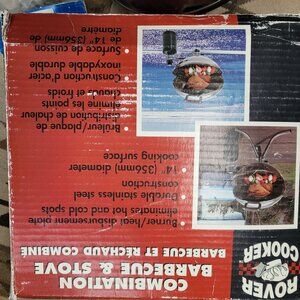 ROVER
COOKER
COMBINATION
BARBECUE & STOVE
BARBECUE ET RÉCHAUD COMBINÉ
Burner/heat disbursement plate
eliminates hot and cold spots
Durable stainless steel
construction
14" (356mm) diameter
cooking surface
Brûleur/plaque de
distribution de chaleur
élimine les points
chauds et froids
Construction d'acier
inoxydable durable
Surface de cuisson
de 14" (356mm) de
diamètre